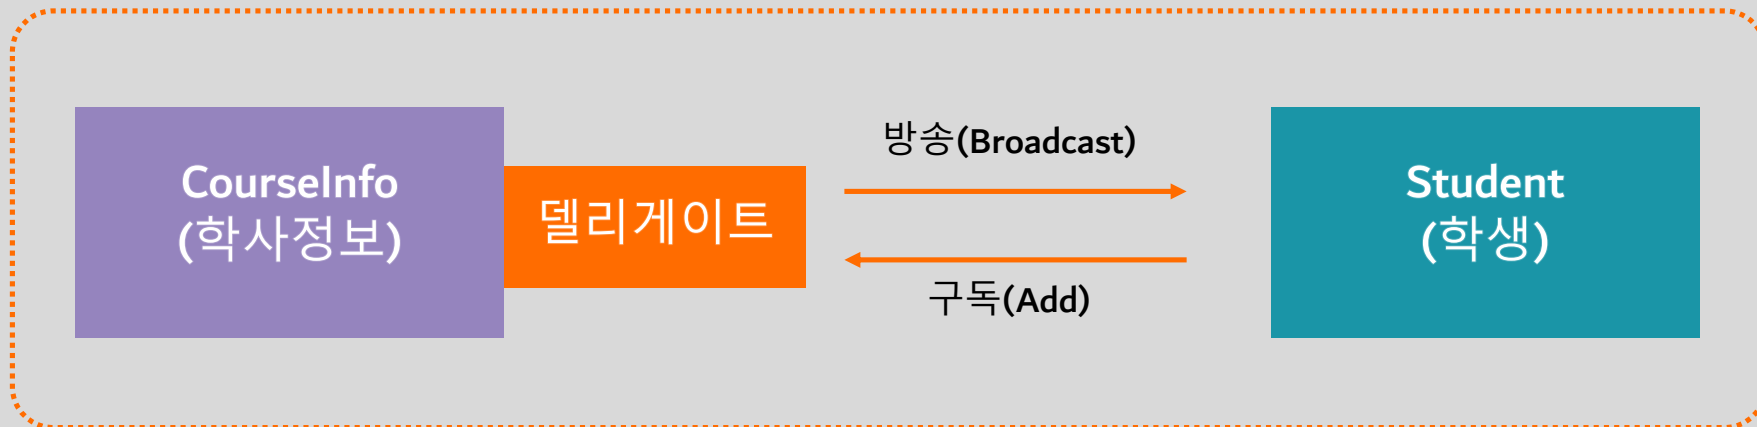 CourseInfo
(학사정보)
델리게이트
방송(Broadcast)
구독(Add)
Student
(학생)